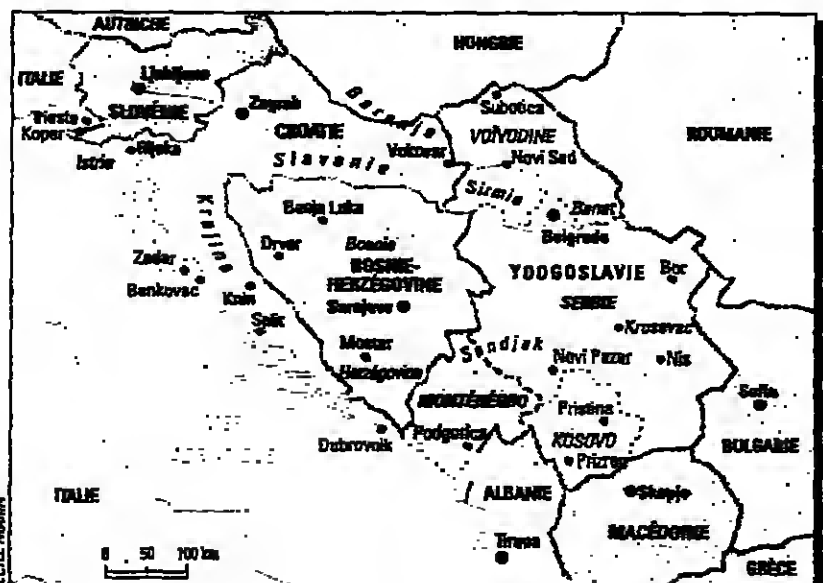 AUTRICHE
HONGRIE
ITALIE
Ljubljana
SLOVÉNIE
Zagreb
Baranja
Subotica
Trieste
Koper
CROATIE
VOÏVODINE
ROUMANIE
Istrie
Rijeka
Slavonie
Vukovar
Novi Sad
Sirmie
Banat
Krajina
Banja Luka
Belgrade
Bosnie
Zadar
Drvar
BOSNIE-
HERZÉGOVINE
YOUGOSLAVIE
Bor
Benkovac
Knin
Sarajevo
SERBIE
Split
Krusevac
Mostar
Sandjak
Novi Pazar
Nis
Herzégovine
MONTÉNÉGRO
Pristina
Sofia
Dubrovnik
Podgorica
KOSOVO
BULGARIE
Prizren
ITALIE
ALBANIE
Skopje
MACÉDOINE
0 50 100 km
Tirana
GRÈCE